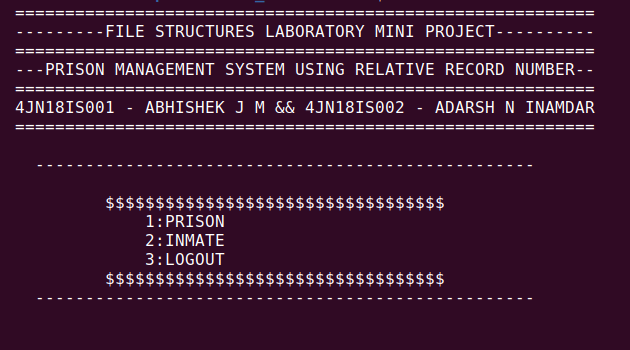 ==========================================================
---------FILE STRUCTURES LABORATORY MINI PROJECT----------
==========================================================
---PRISON MANAGEMENT SYSTEM USING RELATIVE RECORD NUMBER--
==========================================================
4JN18IS001 - ABHISHEK J M && 4JN18IS002 - ADARSH N INAMDAR
==========================================================
--------------------------------------------------
$$$$$$$$$$$$$$$$$$$$$$$$$$$$$$$$$$
1:PRISON
2:INMATE
3:LOGOUT
$$$$$$$$$$$$$$$$$$$$$$$$$$$$$$$$$$
--------------------------------------------------